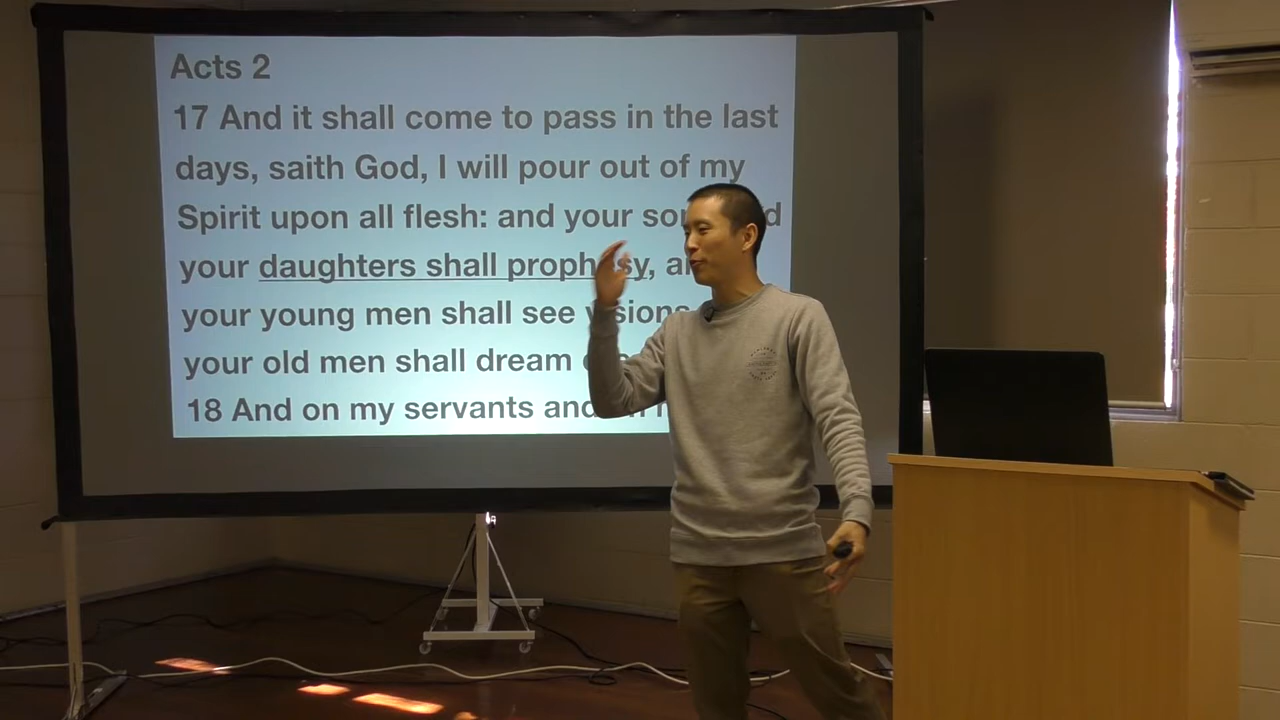 Acts 2
17 And it shall come to pass in the last
days, saith God, I will pour out of my
Spirit upon all flesh: and your
your daughters shall prophesy,
your young men shall see visions
your old men shall dream
18 And on my servants and